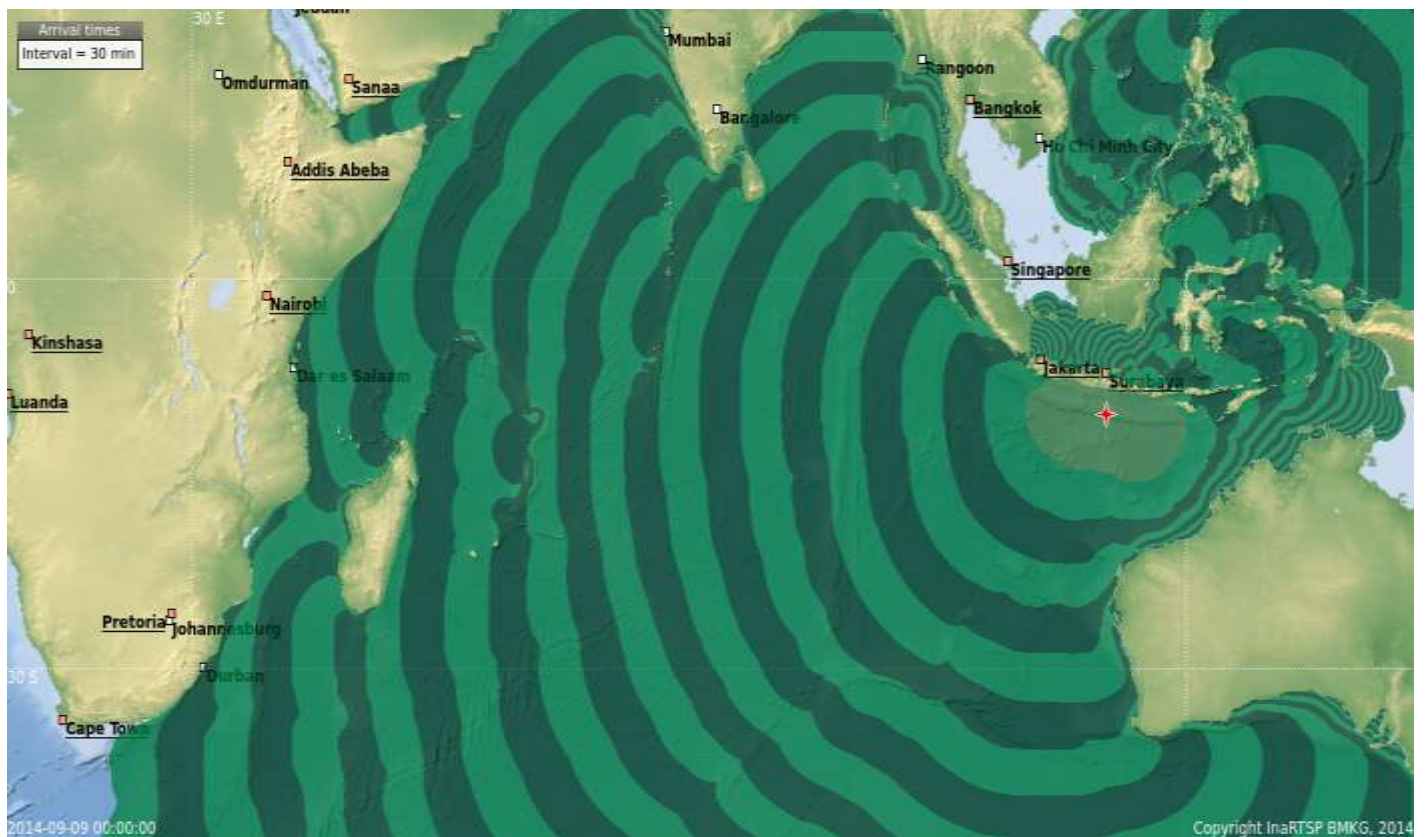 Jeddah
30 E
Arrival times
Interval = 30 min
Mumbai
Rangoon
Omdurman
Sanaa
Bangkok
Bangalore
Ho Chi Minh City
Addis Abeba
Singapore
0
Nairobi
Kinshasa
Jakarta
Dar es Salaam
Surabaya
Luanda
Pretoria
Johannesburg
30 S
Durban
Cape Town
2014-09-09 00:00:00
Copyright InaRTSP BMKG, 2014